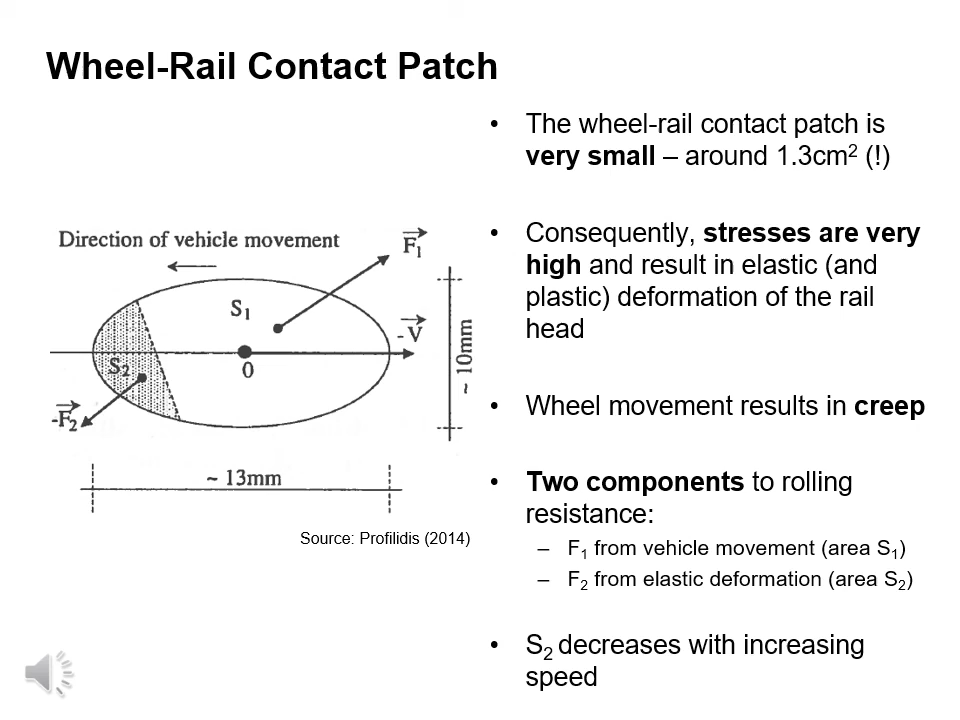 Wheel-Rail Contact Patch
• The wheel-rail contact patch is
very small – around 1.3cm² (!)
• Consequently, stresses are very
high and result in elastic (and
plastic) deformation of the rail
head
• Wheel movement results in creep
• Two components to rolling
resistance:
– F₁ from vehicle movement (area S₁)
– F₂ from elastic deformation (area S₂)
• S₂ decreases with increasing
speed
Direction of vehicle movement
F₁
S₁
-V
S₂
0
-F₂
~ 10mm
~ 13mm
Source: Profilidis (2014)